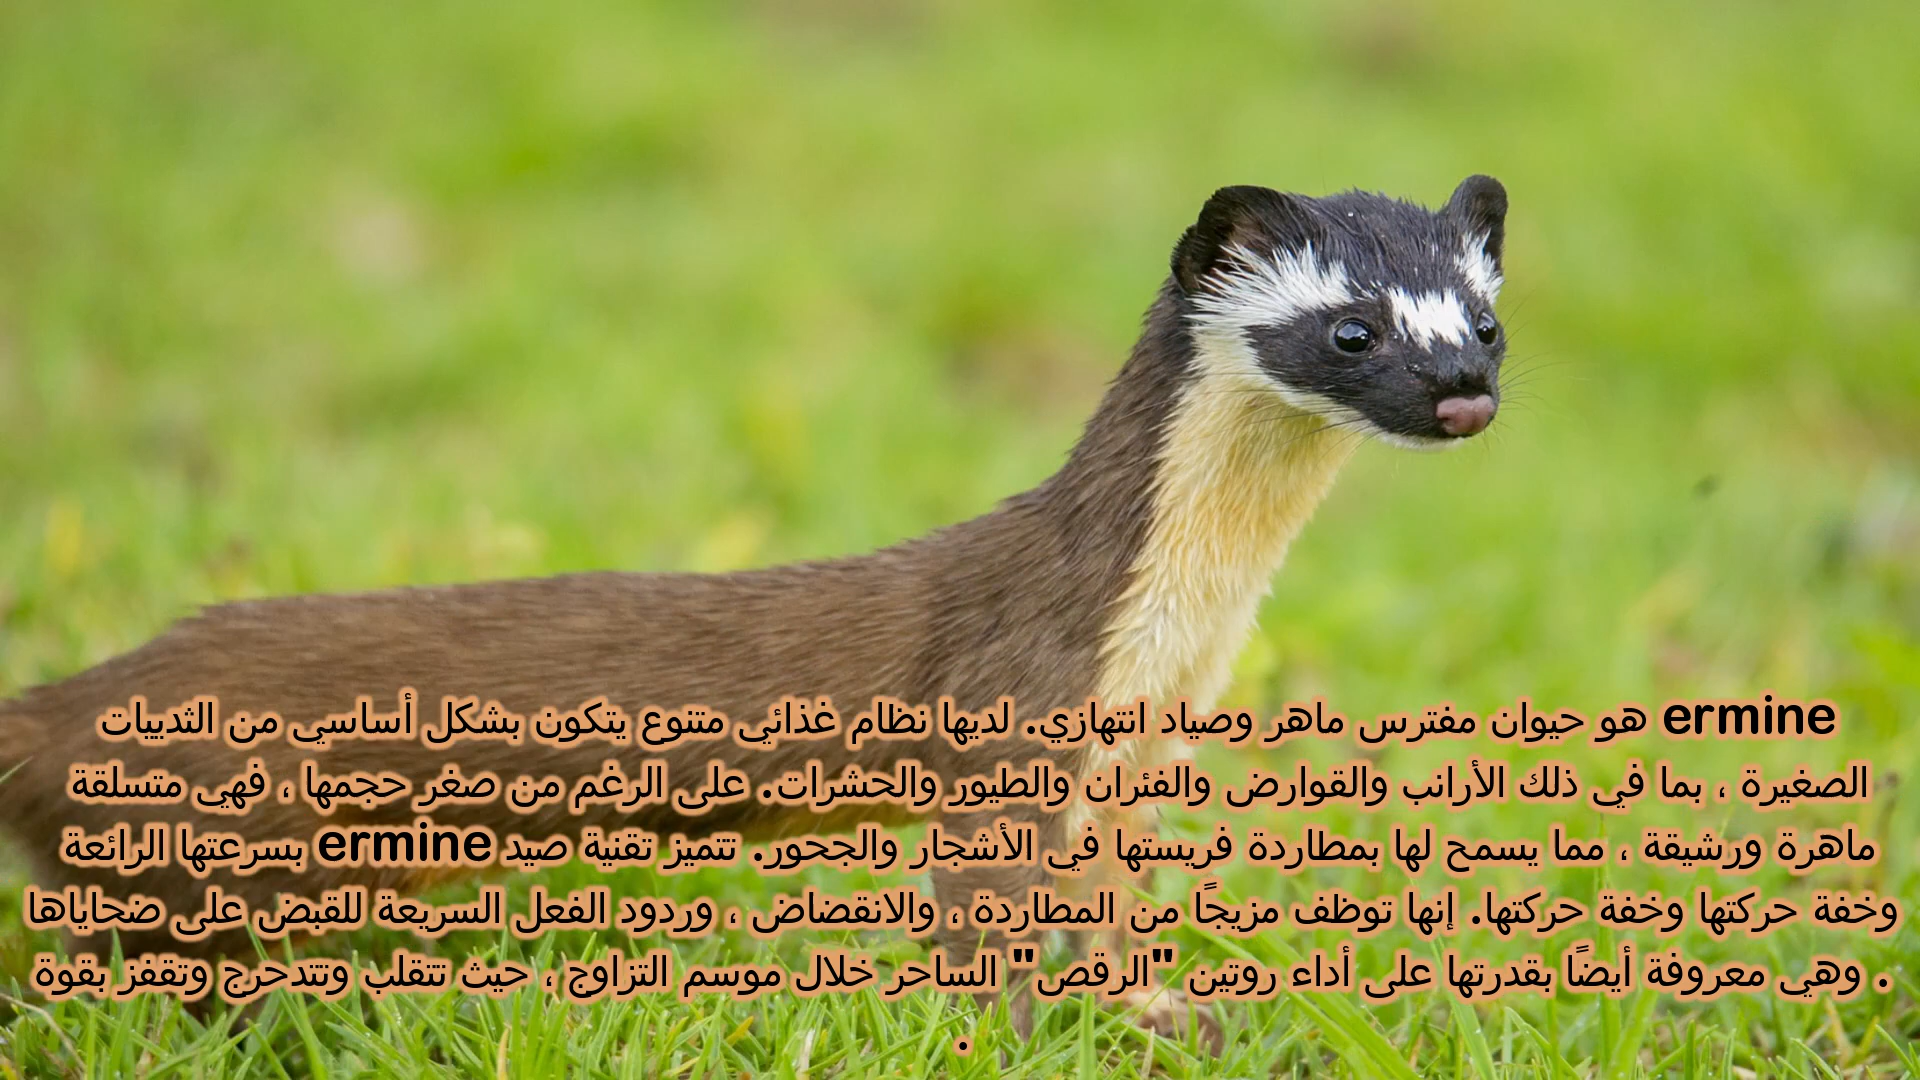 ermine هو حيوان مفترس ماهر وصياد انتهازي. لديها نظام غذائي متنوع يتكون بشكل أساسي من الثدييات
الصغيرة ، بما في ذلك الأرانب والقوارض والفئران والطيور والحشرات. على الرغم من صغر حجمها ، فهي متسلقة
ماهرة ورشيقة ، مما يسمح لها بمطاردة فريستها في الأشجار والجحور. تتميز تقنية صيد ermine بسرعتها الرائعة
وخفة حركتها وخفة حركتها. إنها توظف مزيجًا من المطاردة ، والانقضاض ، وردود الفعل السريعة للقبض على ضحاياها
. وهي معروفة أيضًا بقدرتها على أداء روتين "الرقص" الساحر خلال موسم التزاوج ، حيث تتقلب وتتدحرج وتقفز بقوة
.